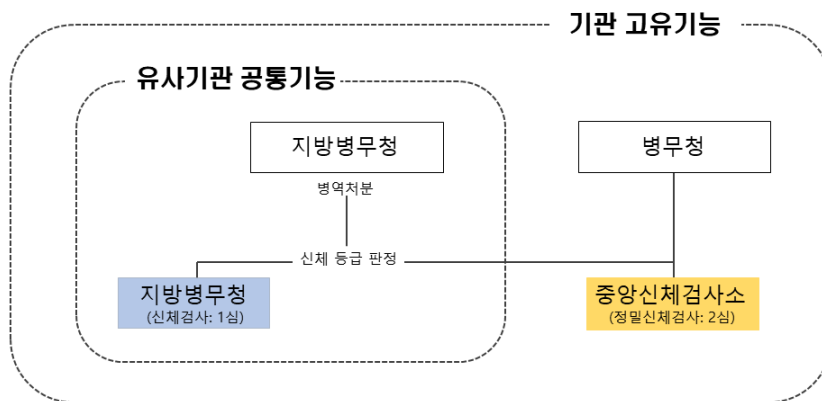 기관 고유기능
유사기관 공통기능
지방병무청
병무청
병역처분
신체 등급 판정
지방병무청
(신체검사: 1심)
중앙신체검사소
(정밀신체검사: 2심)